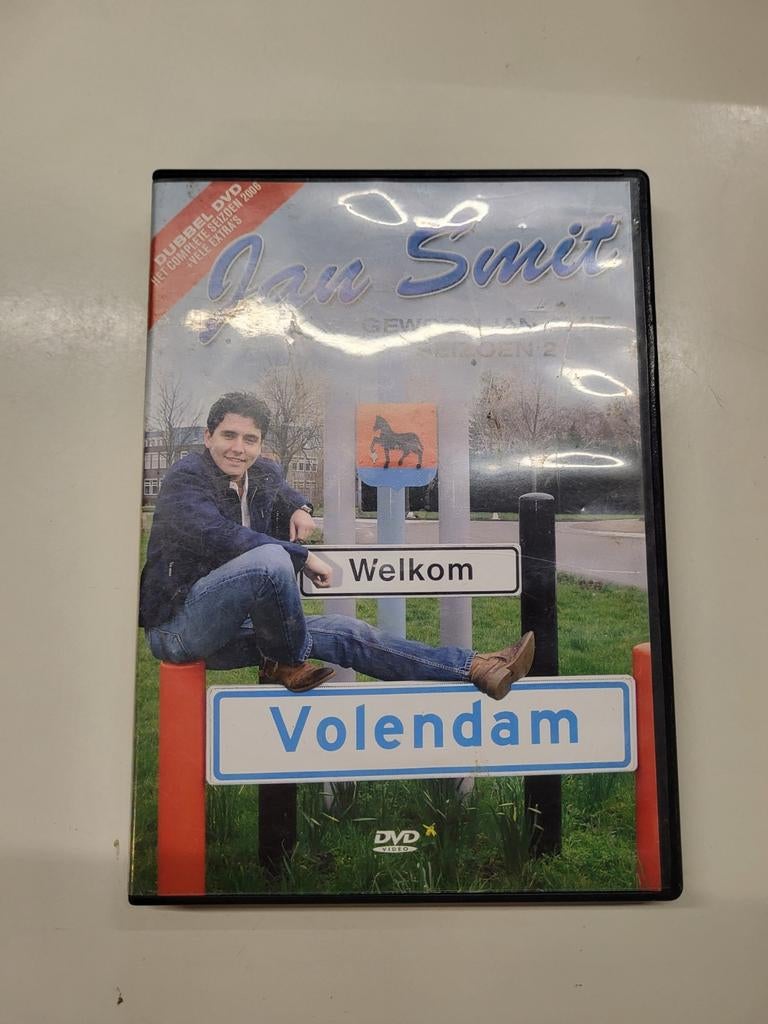 DUBBEL DVD
HET COMPLETE SEIZOEN 2006
+VELE EXTRA'S
Jan Smit
GEWOON JAN SMIT
SEIZOEN 2
Welkom
Volendam
DVD
VIDEO